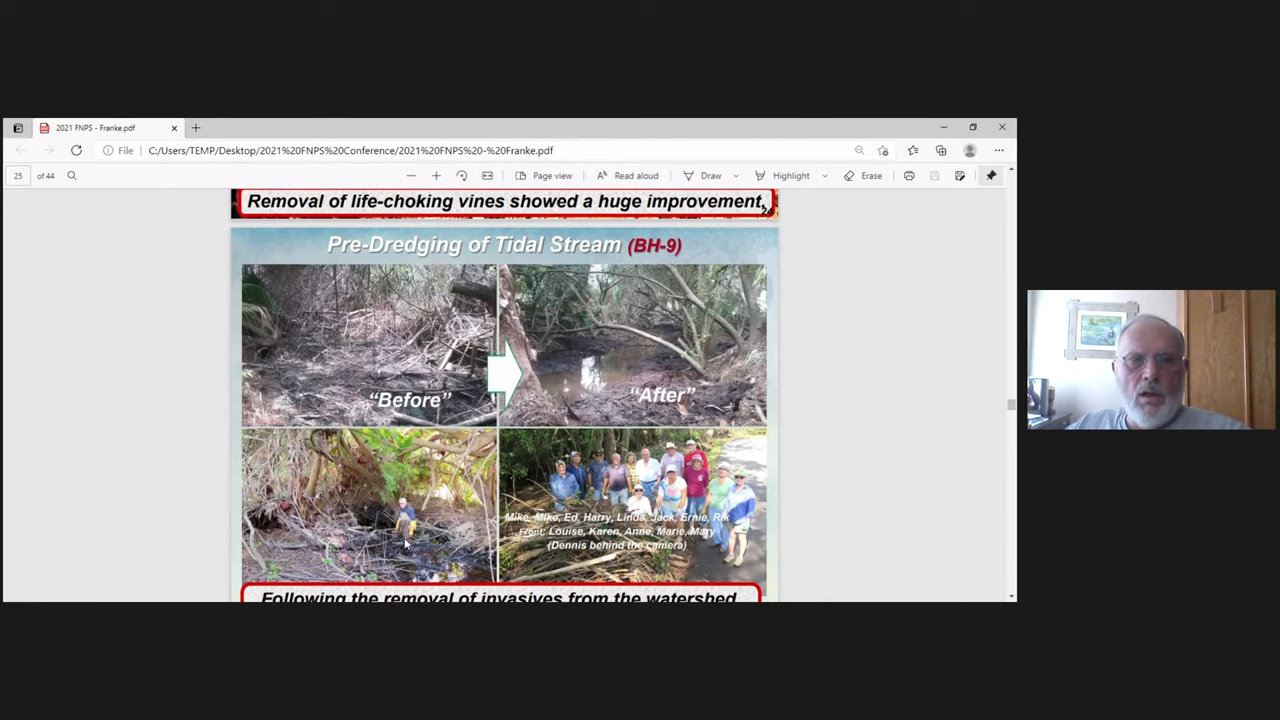 2021 FNPS - Franke.pdf
File
C:/Users/TEMP/Desktop/2021%20FNPS%20Conference/2021%20FNPS%20-%20Franke.pdf
25 of 44
Page view
Read aloud
Draw
Highlight
Erase
Removal of life-choking vines showed a huge improvement.
Pre-Dredging of Tidal Stream (BH-9)
“Before”
“After”
Mike, Mike, Ed, Harry, Linda, Jack, Ernie, Rik
Front: Louise, Karen, Anne, Marie, Mary
(Dennis behind the camera)
Following the removal of invasives from the watershed